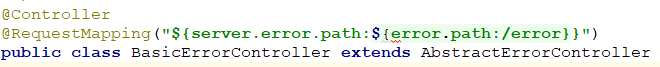 @Controller
@RequestMapping("${server.error.path:${error.path:/error}}")
public class BasicErrorController extends AbstractErrorController